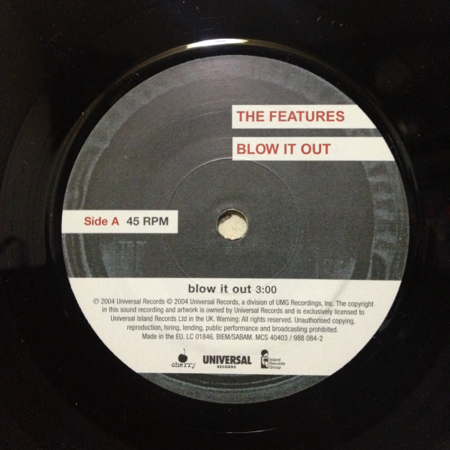 THE FEATURES
BLOW IT OUT
Side A 45 RPM
blow it out 3:00
℗ 2004 Universal Records © 2004 Universal Records, a division of UMG Recordings, Inc. The copyright
in this sound recording and artwork is owned by Universal Records and is exclusively licensed to
Universal Island Records Ltd in the UK. Warning: All rights reserved. Unauthorised copying,
reproduction, hiring, lending, public performance and broadcasting prohibited.
Made in the EU. LC 01846. BIEM/SABAM. MCS 40403 / 988 084-2
cherry
UNIVERSAL
RECORDS
Island
Records
Group